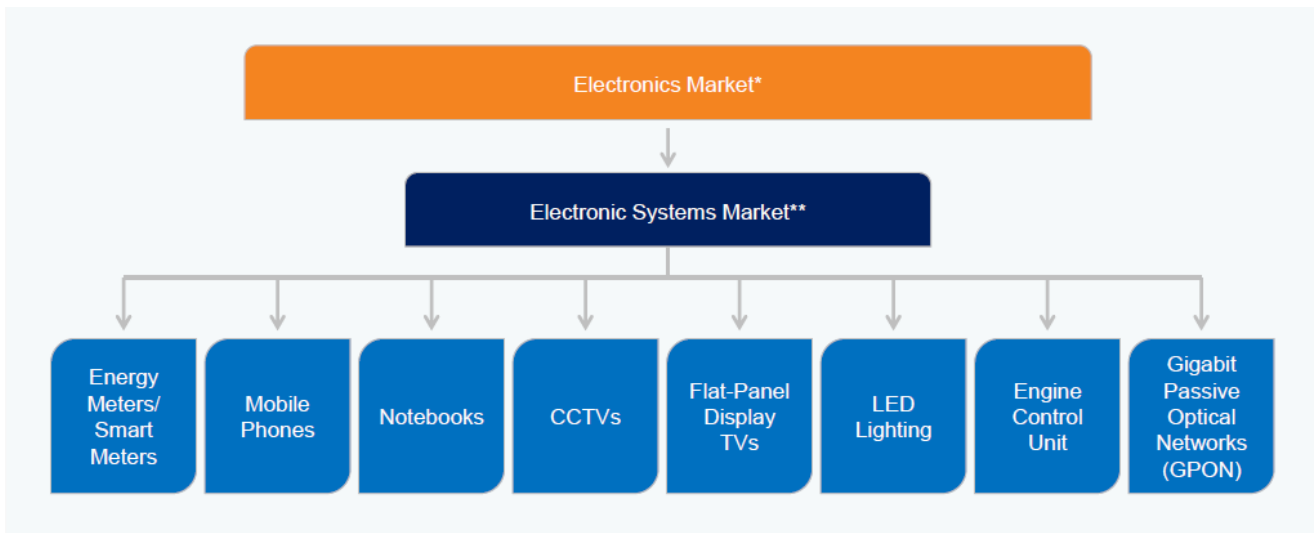 Electronics Market*
Electronic Systems Market**
Energy
Meters/
Smart
Meters
Mobile
Phones
Notebooks
CCTVs
Flat-Panel
Display
TVs
LED
Lighting
Engine
Control
Unit
Gigabit
Passive
Optical
Networks
(GPON)